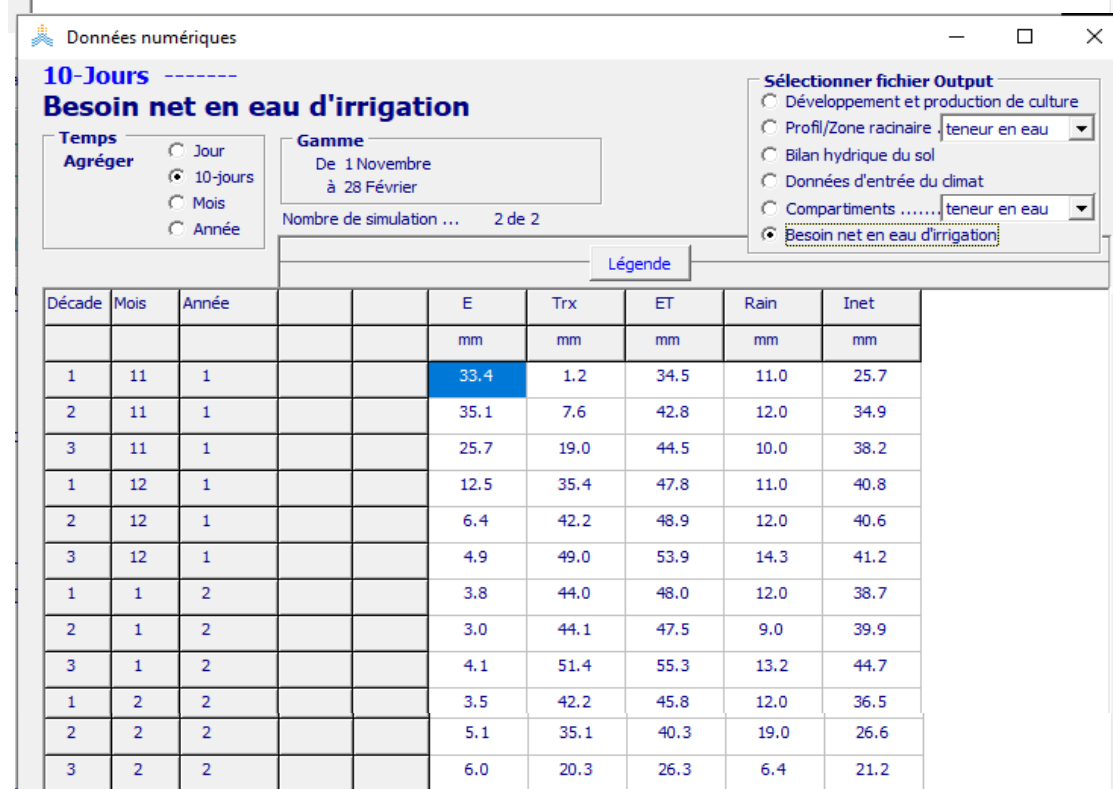 Données numériques
10-Jours -------
Besoin net en eau d'irrigation
Temps
Agréger
Jour
10-jours
Mois
Année
Gamme
De 1 Novembre
à 28 Février
Nombre de simulation ... 2 de 2
Sélectionner fichier Output
Développement et production de culture
Profil/Zone racinaire . teneur en eau
Bilan hydrique du sol
Données d'entrée du climat
Compartiments ....... teneur en eau
Besoin net en eau d'irrigation
Légende
Décade Mois Année E Trx ET Rain Inet
mm mm mm mm mm
1 11 1 33.4 1.2 34.5 11.0 25.7
2 11 1 35.1 7.6 42.8 12.0 34.9
3 11 1 25.7 19.0 44.5 10.0 38.2
1 12 1 12.5 35.4 47.8 11.0 40.8
2 12 1 6.4 42.2 48.9 12.0 40.6
3 12 1 4.9 49.0 53.9 14.3 41.2
1 1 2 3.8 44.0 48.0 12.0 38.7
2 1 2 3.0 44.1 47.5 9.0 39.9
3 1 2 4.1 51.4 55.3 13.2 44.7
1 2 2 3.5 42.2 45.8 12.0 36.5
2 2 2 5.1 35.1 40.3 19.0 26.6
3 2 2 6.0 20.3 26.3 6.4 21.2